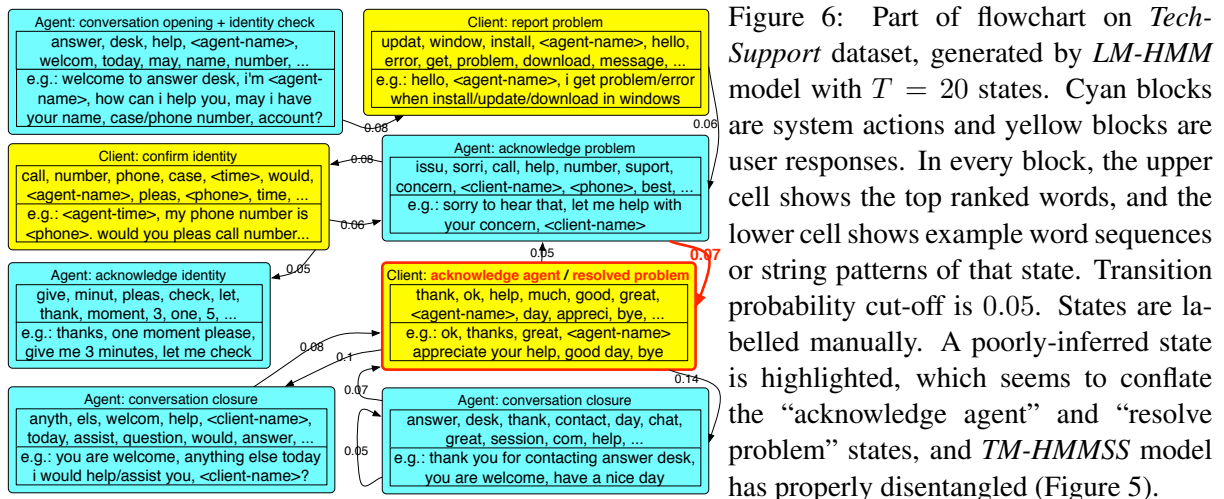 Agent: conversation opening + identity check
answer, desk, help, <agent-name>,
welcom, today, may, name, number, ...
e.g.: welcome to answer desk, i'm <agent-
name>, how can i help you, may i have
your name, case/phone number, account?
0.08
Client: report problem
updat, window, install, <agent-name>, hello,
error, get, problem, download, message, ...
e.g.: hello, <agent-name>, i get problem/error
when install/update/download in windows
0.06
Client: confirm identity
call, number, phone, case, <time>, would,
<agent-name>, pleas, <phone>, time, ...
e.g.: <agent-time>, my phone number is
<phone>. would you pleas call number...
0.08
0.06
0.05
Agent: acknowledge problem
issu, sorri, call, help, number, suport,
concern, <client-name>, <phone>, best, ...
e.g.: sorry to hear that, let me help with
your concern, <client-name>
0.05
0.07
Agent: acknowledge identity
give, minut, pleas, check, let,
thank, moment, 3, one, 5, ...
e.g.: thanks, one moment please,
give me 3 minutes, let me check
Client: acknowledge agent / resolved problem
thank, ok, help, much, good, great,
<agent-name>, day, appreci, bye, ...
e.g.: ok, thanks, great, <agent-name>
appreciate your help, good day, bye
0.08
0.1
0.07
0.14
Agent: conversation closure
anyth, els, welcom, help, <client-name>,
today, assist, question, would, answer, ...
e.g.: you are welcome, anything else today
i would help/assist you, <client-name>?
0.05
Agent: conversation closure
answer, desk, thank, contact, day, chat,
great, session, com, help, ...
e.g.: thank you for contacting answer desk,
you are welcome, have a nice day
Figure 6: Part of flowchart on Tech-
Support dataset, generated by LM-HMM
model with T = 20 states. Cyan blocks
are system actions and yellow blocks are
user responses. In every block, the upper
cell shows the top ranked words, and the
lower cell shows example word sequences
or string patterns of that state. Transition
probability cut-off is 0.05. States are la-
belled manually. A poorly-inferred state
is highlighted, which seems to conflate
the “acknowledge agent” and “resolve
problem” states, and TM-HMMSS model
has properly disentangled (Figure 5).